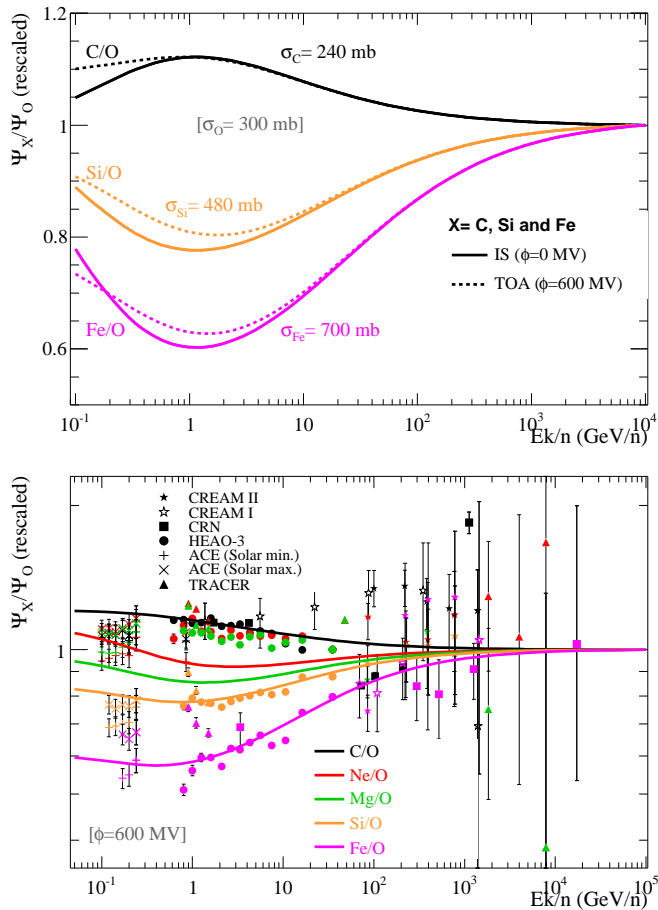 1.2
C/O
σC= 240 mb
ΨX/ΨO (rescaled)
1
[σO= 300 mb]
Si/O
σSi= 480 mb
X= C, Si and Fe
IS (ϕ=0 MV)
0.8
TOA (ϕ=600 MV)
Fe/O
σFe= 700 mb
0.6
10-1 1 10 102 103 104
Ek/n (GeV/n)
CREAM II
CREAM I
CRN
HEAO-3
ACE (Solar min.)
ACE (Solar max.)
TRACER
ΨX/ΨO (rescaled)
1
C/O
Ne/O
Mg/O
Si/O
Fe/O
[ϕ=600 MV]
10-1 1 10 102 103 104 105
Ek/n (GeV/n)